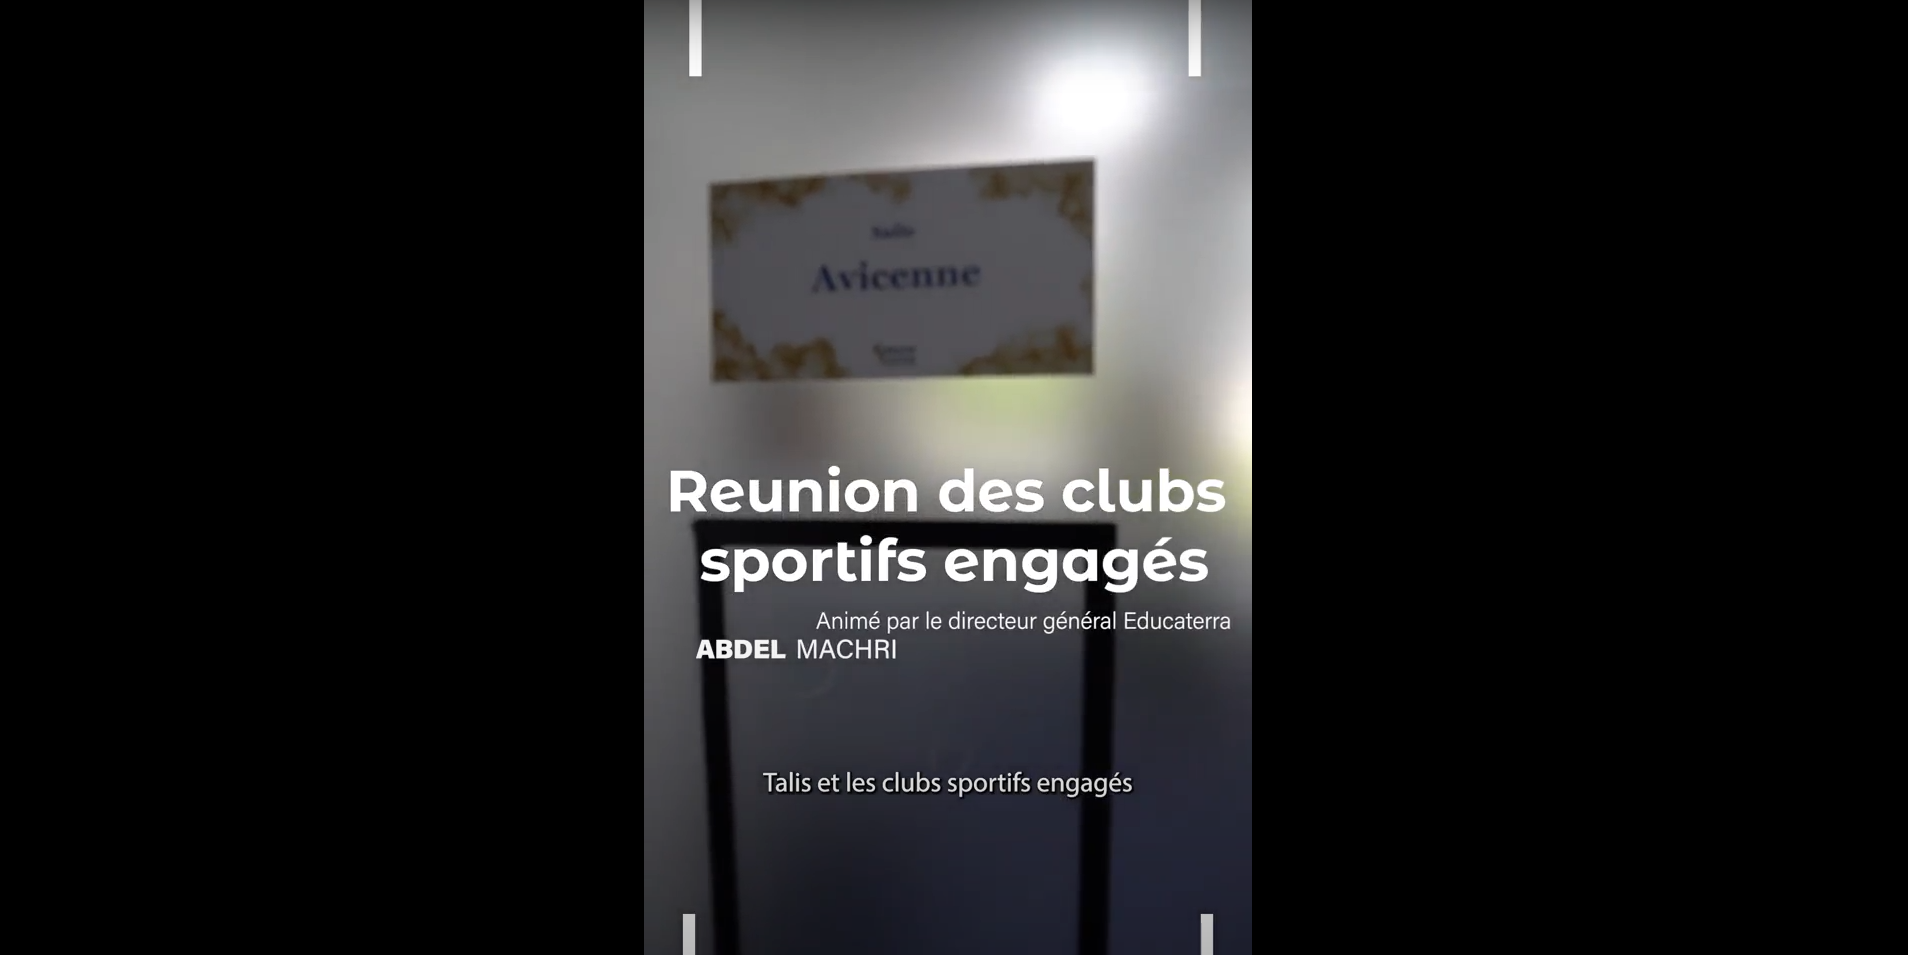 Salle
Avicenne
Reunion des clubs
sportifs engagés
Animé par le directeur général Educaterra
ABDEL MACHRI
Talis et les clubs sportifs engagés